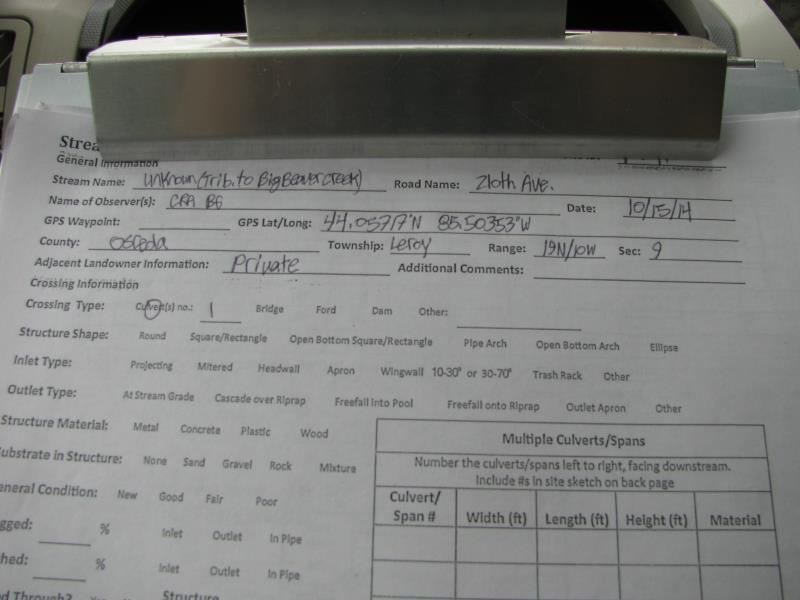 General Information
Stream Name: Unknown (Trib. to Big Beaver Creek) Road Name: 210th Ave.
Name of Observer(s): CRA BG Date: 10/15/14
GPS Waypoint: GPS Lat/Long: 44.05717°N 85.50353°W
County: Osceola Township: Leroy Range: 19N/10W Sec: 9
Adjacent Landowner Information: Private Additional Comments:
Crossing Information
Crossing Type: Culvert(s) no.: 1 Bridge Ford Dam Other:
Structure Shape: Round Square/Rectangle Open Bottom Square/Rectangle Pipe Arch Open Bottom Arch Ellipse
Inlet Type: Projecting Mitered Headwall Apron Wingwall 10-30° or 30-70° Trash Rack Other
Outlet Type: At Stream Grade Cascade over Riprap Freefall into Pool Freefall onto Riprap Outlet Apron Other
Structure Material: Metal Concrete Plastic Wood
ubstrate in Structure: None Sand Gravel Rock Mixture
eneral Condition: New Good Fair Poor
gged: % Inlet Outlet In Pipe
hed: % Inlet Outlet In Pipe
d Through? Structure
Multiple Culverts/Spans
Number the culverts/spans left to right, facing downstream.
Include #s in site sketch on back page
Culvert/
Span # Width (ft) Length (ft) Height (ft) Material